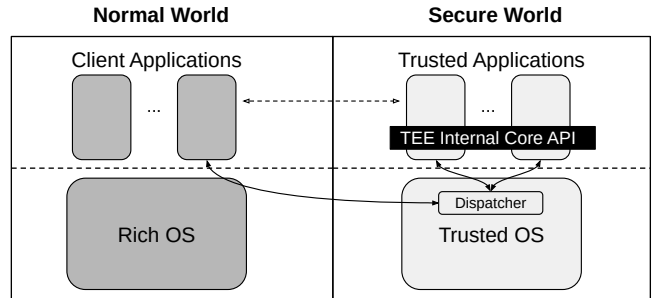 Normal World
Secure World
Client Applications
Trusted Applications
...
...
TEE Internal Core API
Dispatcher
Rich OS
Trusted OS